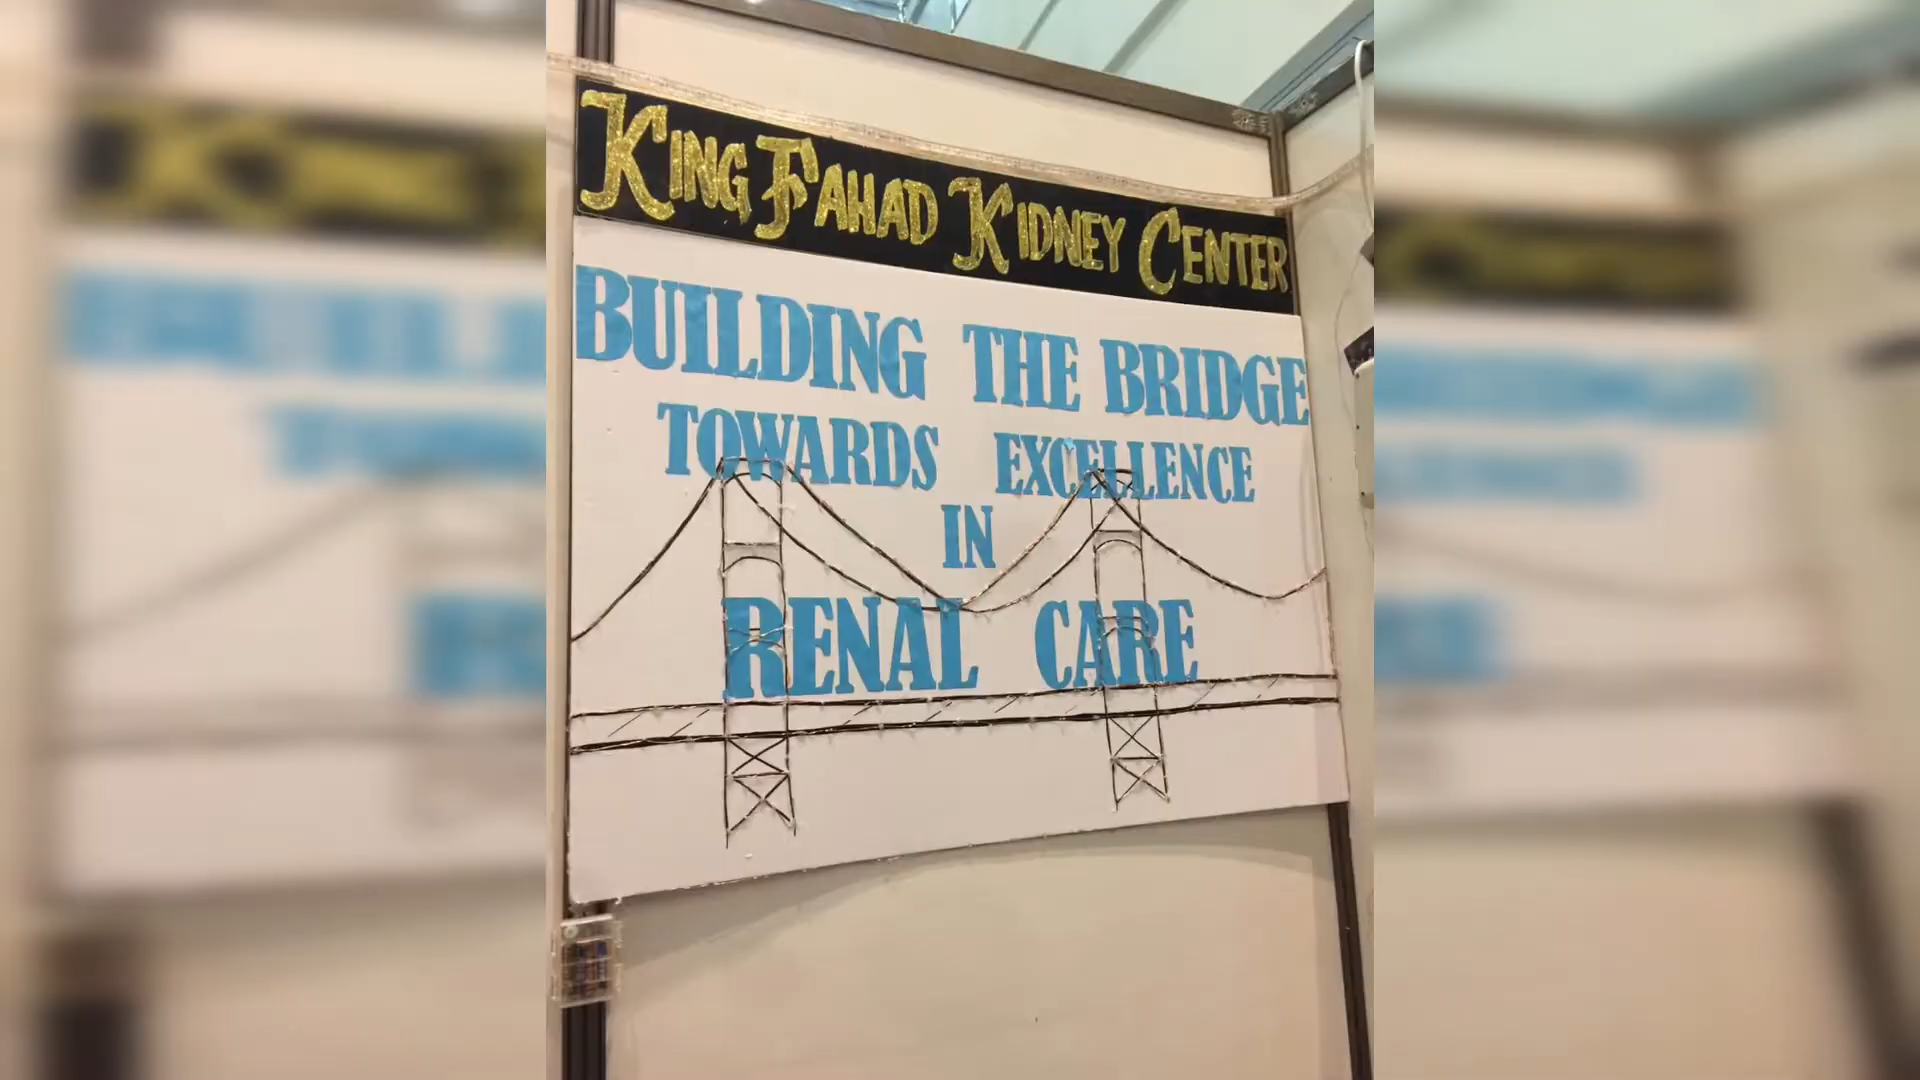 KING FAHAD KIDNEY CENTER
BUILDING THE BRIDGE
TOWARDS EXCELLENCE
IN
RENAL CARE